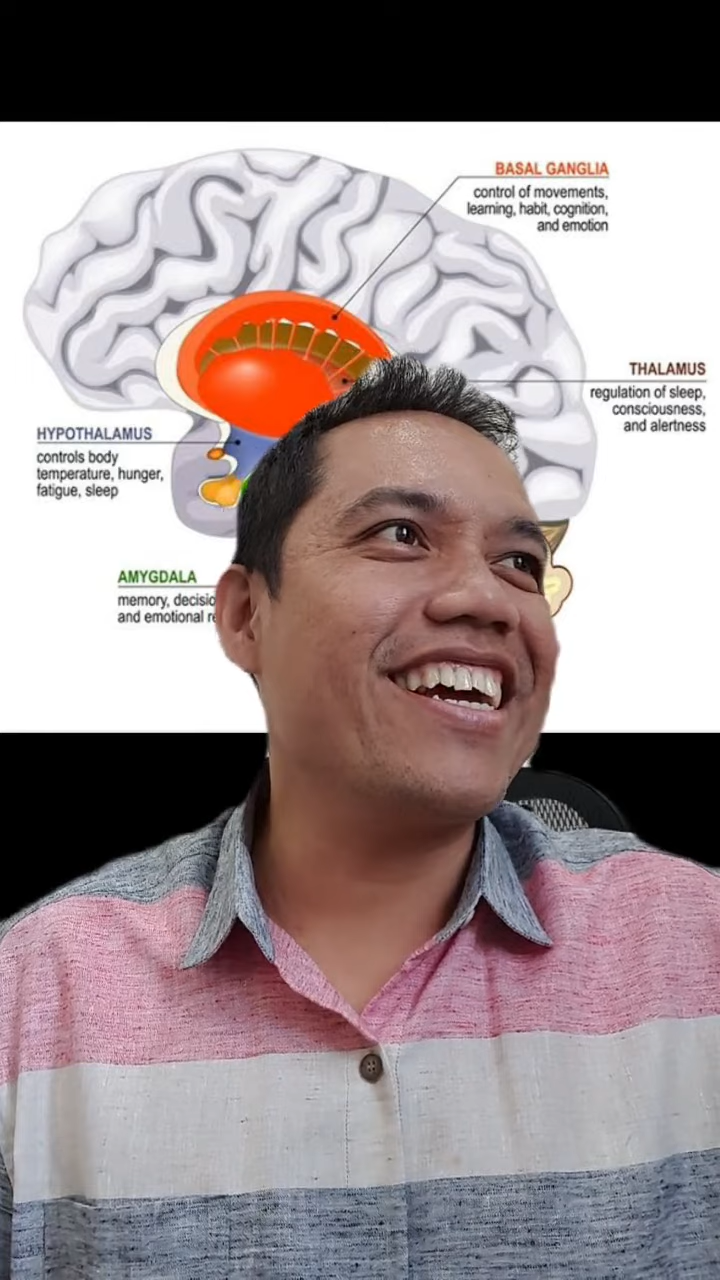 BASAL GANGLIA
control of movements,
learning, habit, cognition,
and emotion
THALAMUS
regulation of sleep,
consciousness,
and alertness
HYPOTHALAMUS
controls body
temperature, hunger,
fatigue, sleep
AMYGDALA
memory,
and emotional